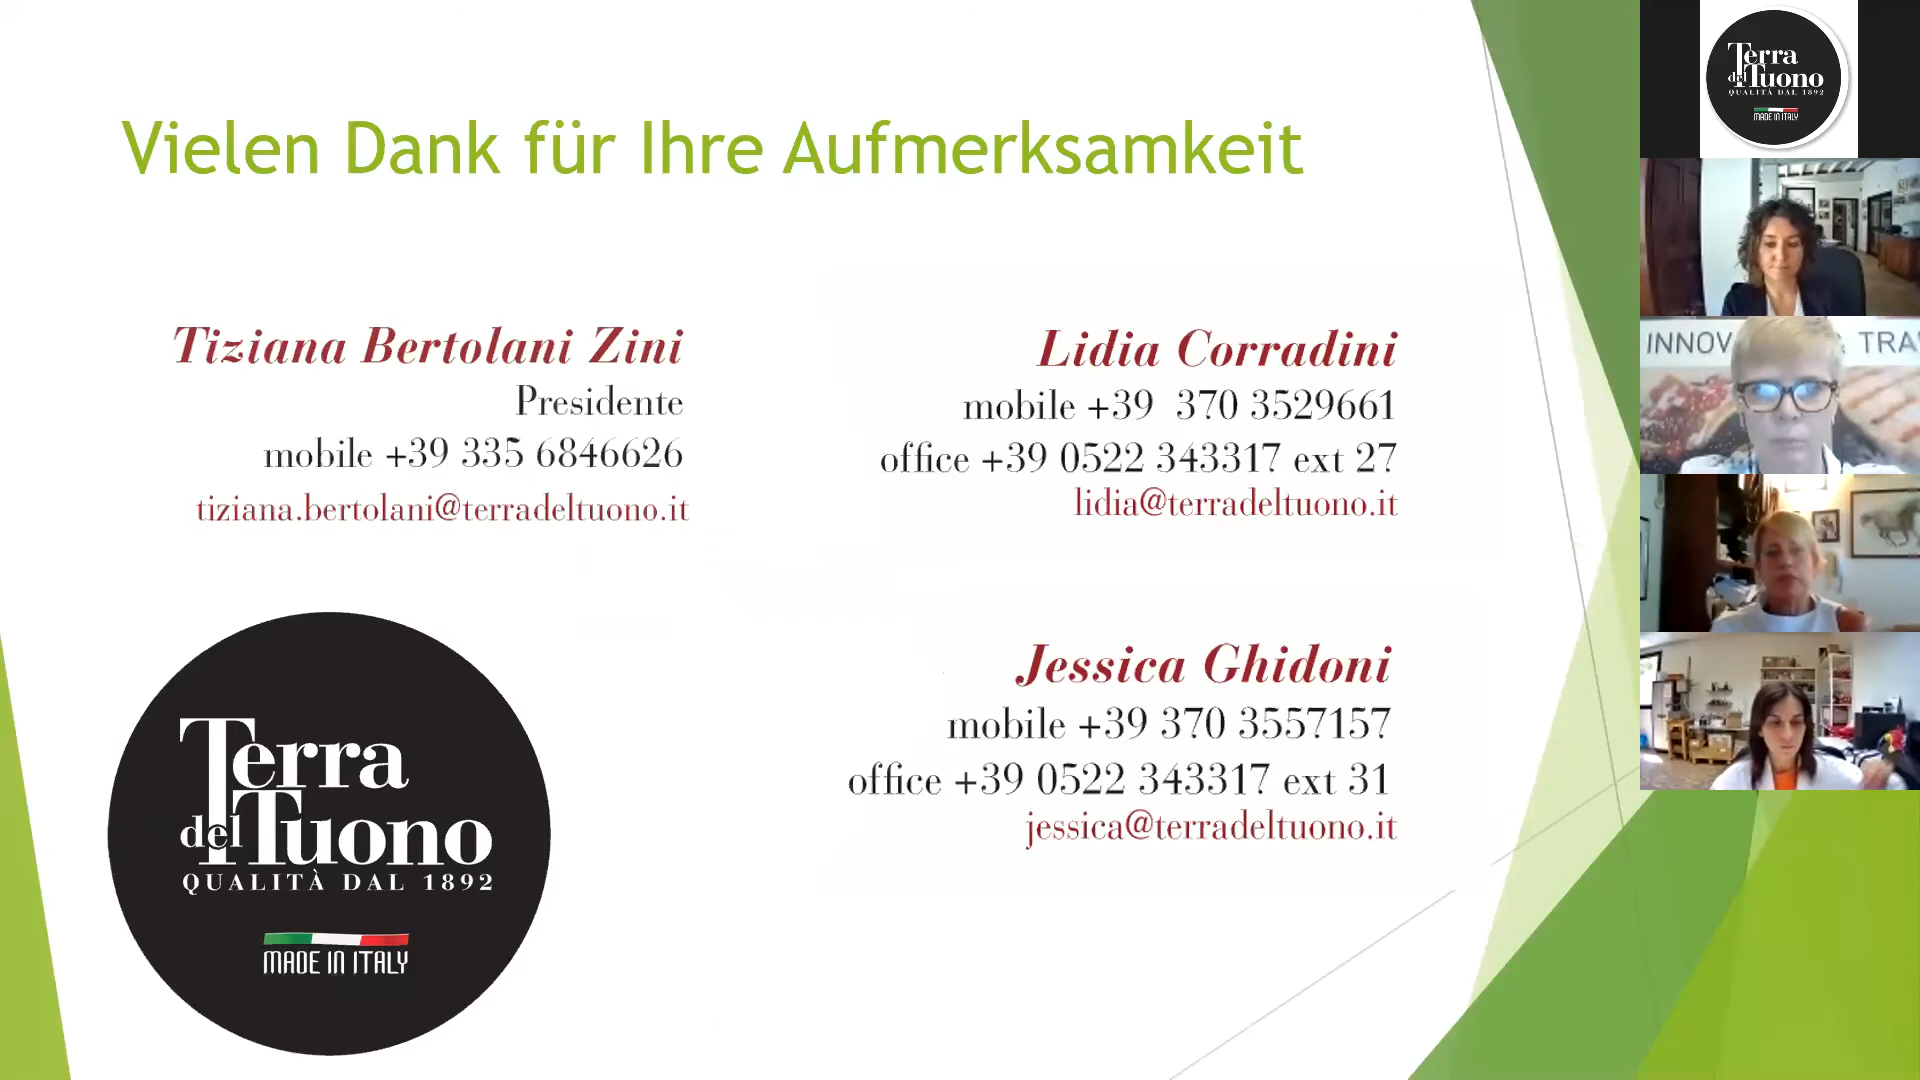 Vielen Dank für Ihre Aufmerksamkeit
Tiziana Bertolani Zini
Presidente
mobile +39 335 6846626
tiziana.bertolani@terradeltuono.it
Lidia Corradini
mobile +39 370 3529661
office +39 0522 343317 ext 27
lidia@terradeltuono.it
Jessica Ghidoni
mobile +39 370 3557157
office +39 0522 343317 ext 31
jessica@terradeltuono.it
Terra
del Tuono
QUALITÀ DAL 1892
MADE IN ITALY
Terra
del Tuono
QUALITÀ DAL 1892
MADE IN ITALY
INNOV TRA